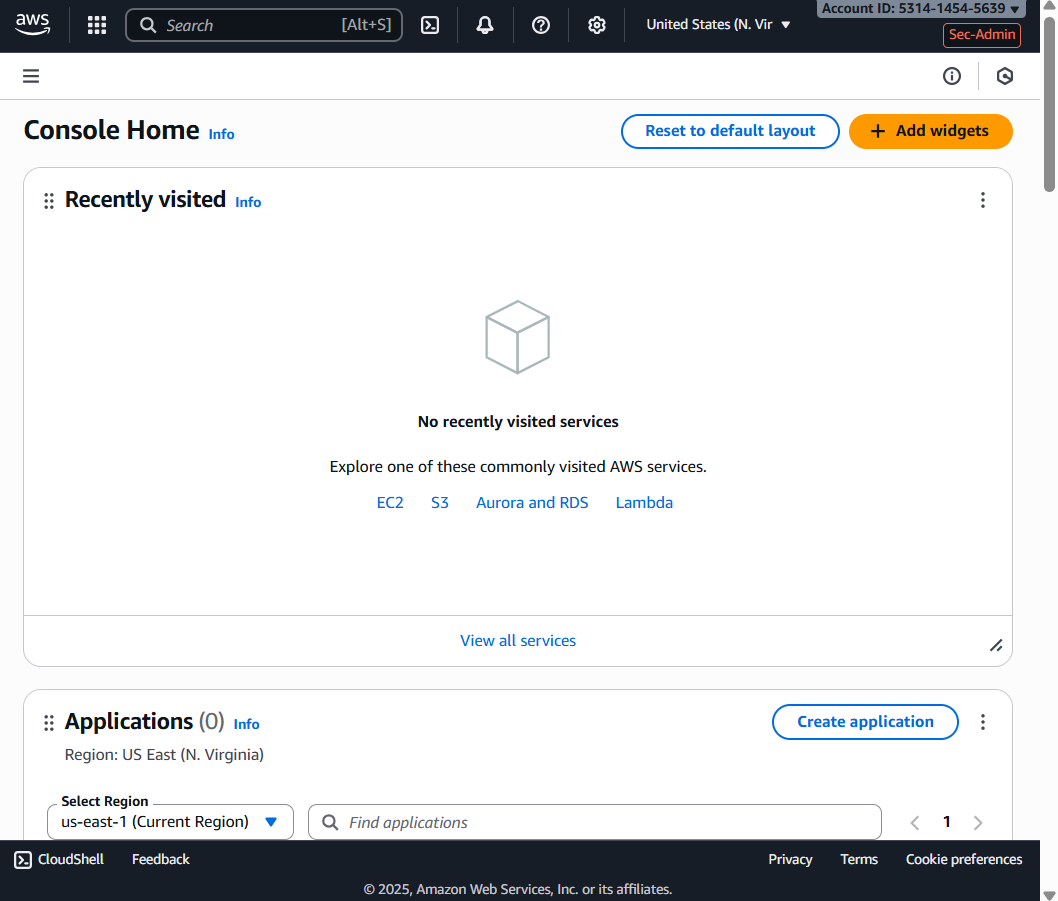 aws
Search [Alt+S]
United States (N. Vir
Account ID: 5314-1454-5639
Sec-Admin
Console Home Info
Reset to default layout
Add widgets
Recently visited Info
No recently visited services
Explore one of these commonly visited AWS services.
EC2 S3 Aurora and RDS Lambda
View all services
Applications (0) Info
Create application
Region: US East (N. Virginia)
Select Region
us-east-1 (Current Region)
Find applications
1
CloudShell Feedback Privacy Terms Cookie preferences
© 2025, Amazon Web Services, Inc. or its affiliates.